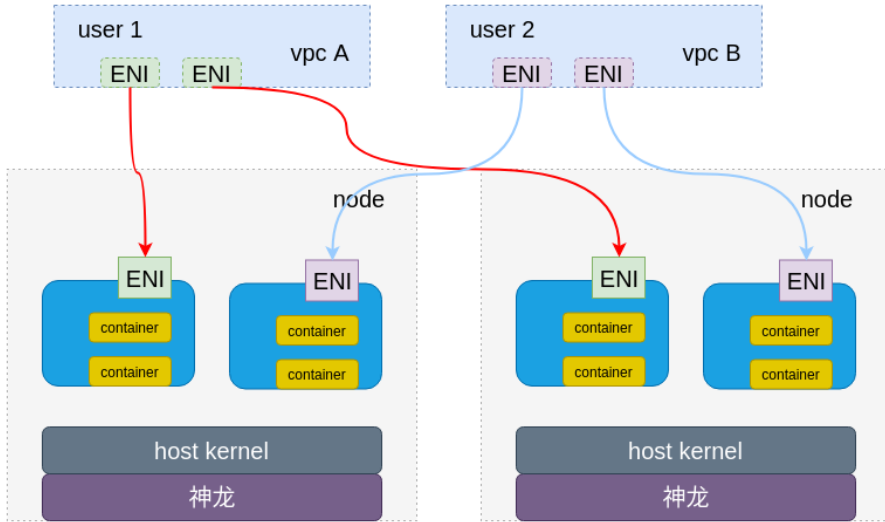 user 1
vpc A
ENI ENI
user 2
vpc B
ENI ENI
node
ENI
container
container
ENI
container
container
host kernel
神龙
node
ENI
container
container
ENI
container
container
host kernel
神龙